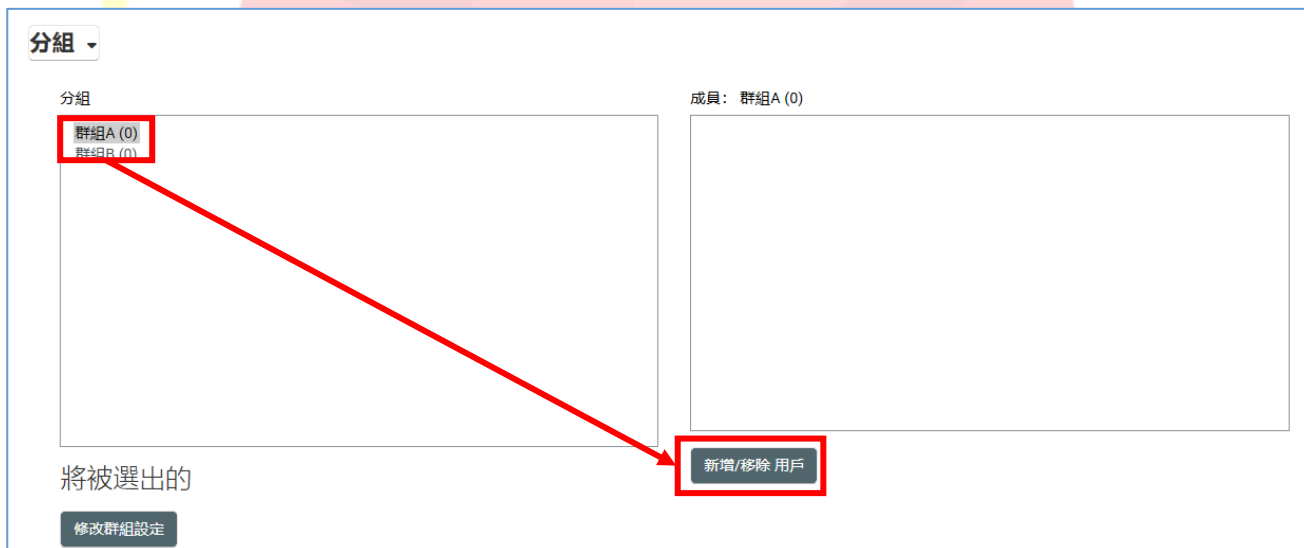 分組
分組
群組A (0)
群組B (0)
成員： 群組A (0)
新增/移除 用戶
將被選出的
修改群組設定